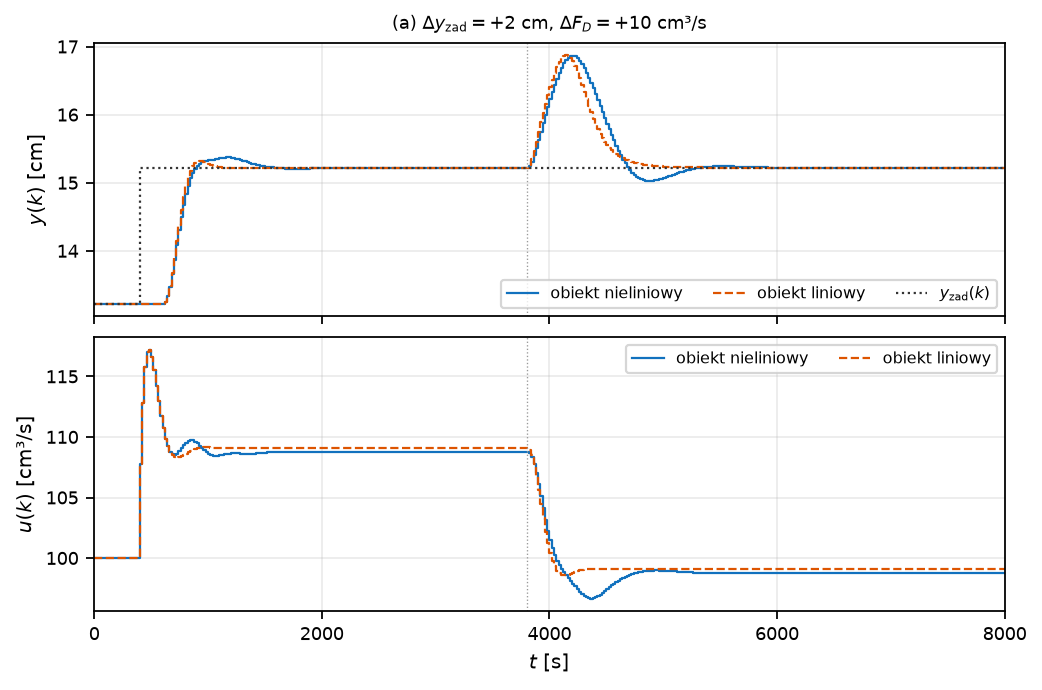 (a) Δy_zad = +2 cm, ΔF_D = +10 cm³/s
17
16
15
14
y(k) [cm]
obiekt nieliniowy
obiekt liniowy
y_zad(k)
115
110
105
100
u(k) [cm³/s]
obiekt nieliniowy
obiekt liniowy
0
2000
4000
6000
8000
t [s]